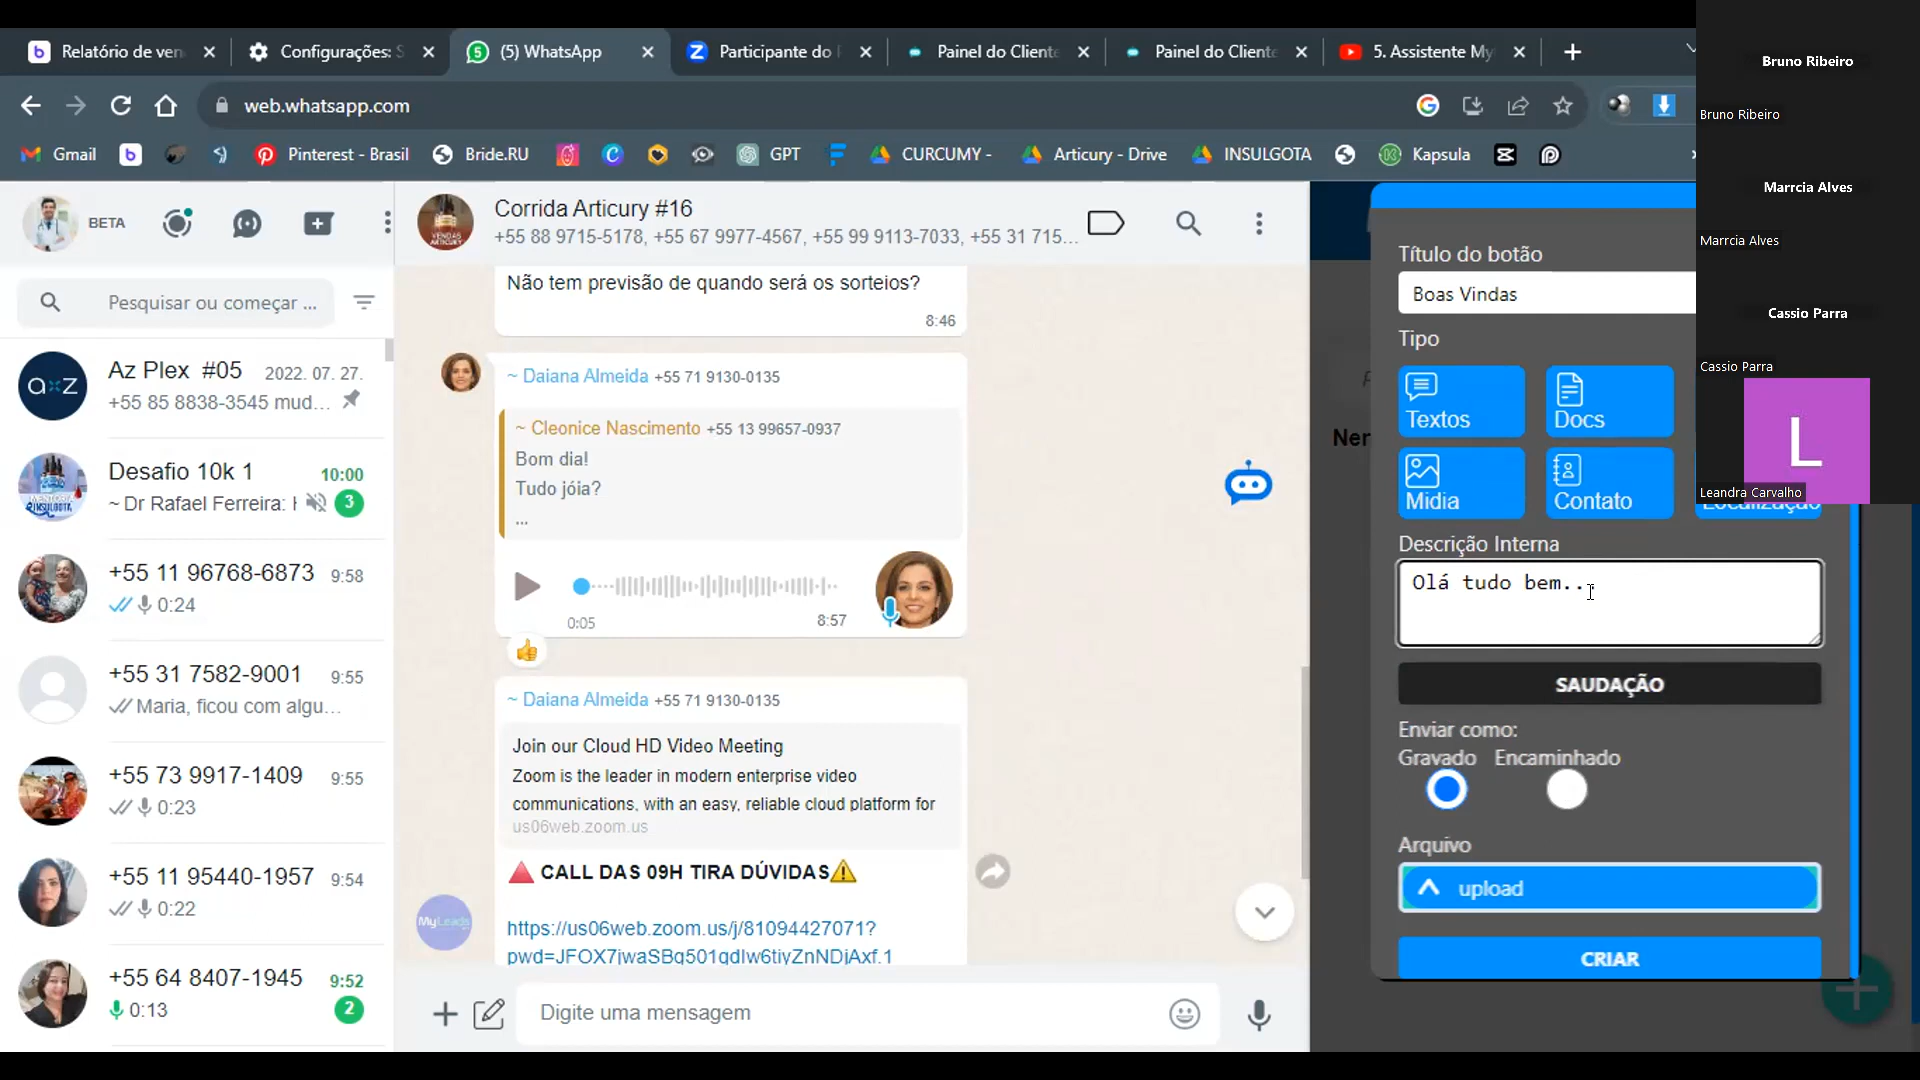 Relatório de ven
Configurações: S
(5) WhatsApp
Participante do
Painel do Cliente
Painel do Cliente
5. Assistente My
web.whatsapp.com
Gmail
Pinterest - Brasil
Bride.RU
GPT
CURCUMY -
Articury - Drive
INSULGOTA
Kapsula
BETA
Pesquisar ou começar ...
Az Plex #05
2022. 07. 27.
+55 85 8838-3545 mud...
Desafio 10k 1
10:00
~ Dr Rafael Ferreira:
3
+55 11 96768-6873
9:58
0:24
+55 31 7582-9001
9:55
Maria, ficou com algu...
+55 73 9917-1409
9:55
0:23
+55 11 95440-1957
9:54
0:22
+55 64 8407-1945
9:52
0:13
2
Corrida Articury #16
+55 88 9715-5178, +55 67 9977-4567, +55 99 9113-7033, +55 31 715...
Não tem previsão de quando será os sorteios?
8:46
~ Daiana Almeida +55 71 9130-0135
~ Cleonice Nascimento +55 13 99657-0937
Bom dia!
Tudo jóia?
...
0:05
8:57
~ Daiana Almeida +55 71 9130-0135
Join our Cloud HD Video Meeting
Zoom is the leader in modern enterprise video
communications, with an easy, reliable cloud platform for
us06web.zoom.us
CALL DAS 09H TIRA DÚVIDAS
https://us06web.zoom.us/j/81094427071?
pwd=JFOX7jwaSBg501gdIw6tiyZnNDjAxf.1
MyLeads
Digite uma mensagem
Título do botão
Boas Vindas
Tipo
Textos
Docs
Midia
Contato
Localização
Descrição Interna
Olá tudo bem...
SAUDAÇÃO
Enviar como:
Gravado
Encaminhado
Arquivo
upload
CRIAR
Ner
Bruno Ribeiro
Bruno Ribeiro
Marrcia Alves
Marrcia Alves
Cassio Parra
Cassio Parra
L
Leandra Carvalho